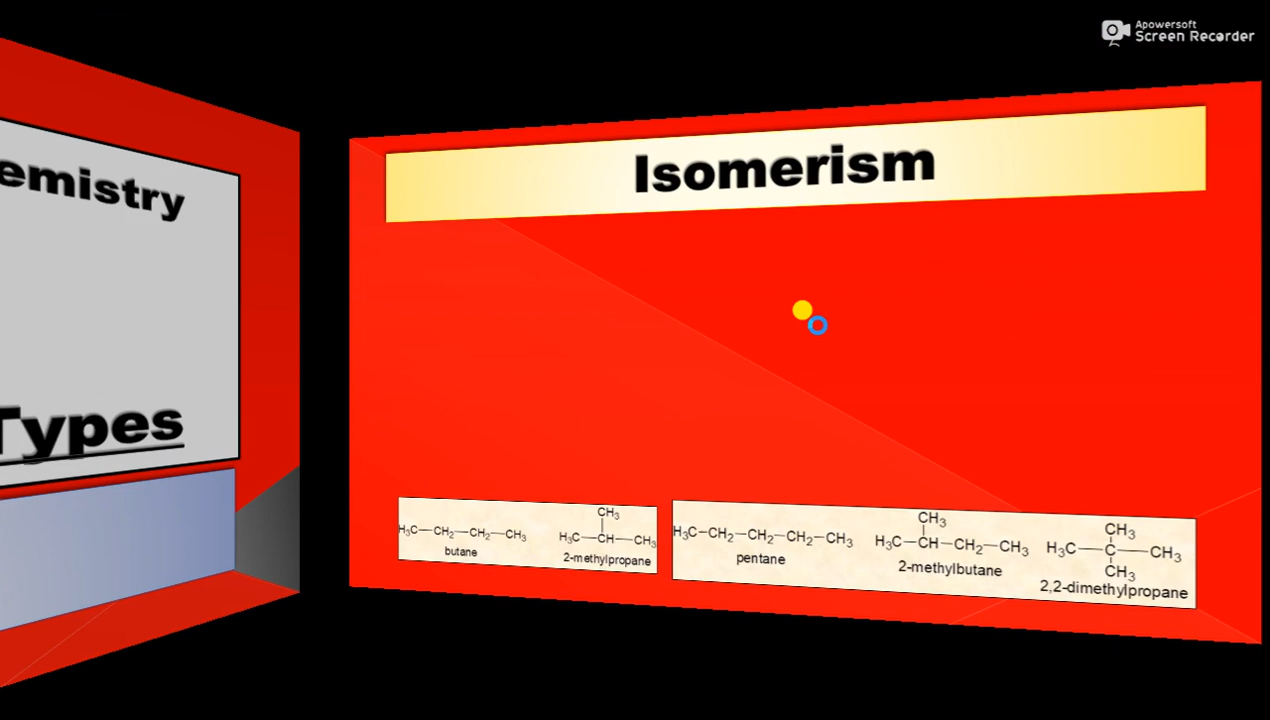 Apowersoft
Screen Recorder
emistry
Types
Isomerism
H₃C—CH₂—CH₂—CH₃
butane
CH₃
H₃C—CH—CH₃
2-methylpropane
H₃C—CH₂—CH₂—CH₂—CH₃
pentane
CH₃
H₃C—CH—CH₂—CH₃
2-methylbutane
CH₃
H₃C—C—CH₃
CH₃
2,2-dimethylpropane